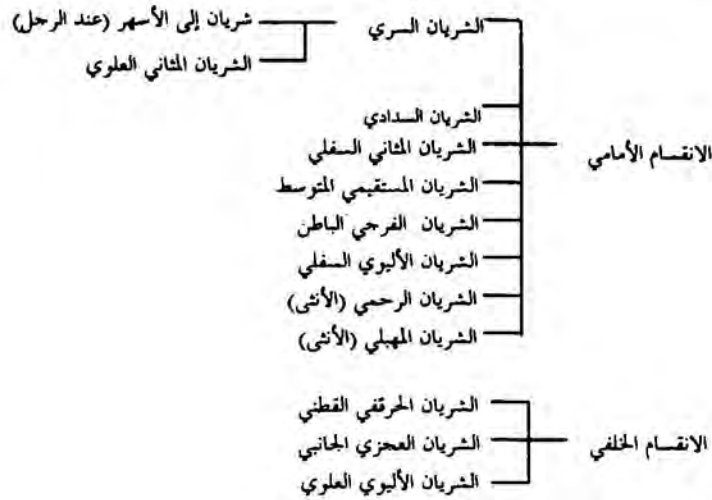 شريان إلى الأسهر (عند الرحل)
الشريان السري
الشريان المثاني العلوي
الشريان السدادي
الانقسام الأمامي
الشريان المثاني السفلي
الشريان المستقيمي المتوسط
الشريان الفرجي الباطن
الشريان الأليوي السفلي
الشريان الرحمي (الأنثى)
الشريان المهبلي (الأنثى)
الشريان الحرقفي القطني
الانقسام الخلفي
الشريان العجزي الجانبي
الشريان الأليوي العلوي